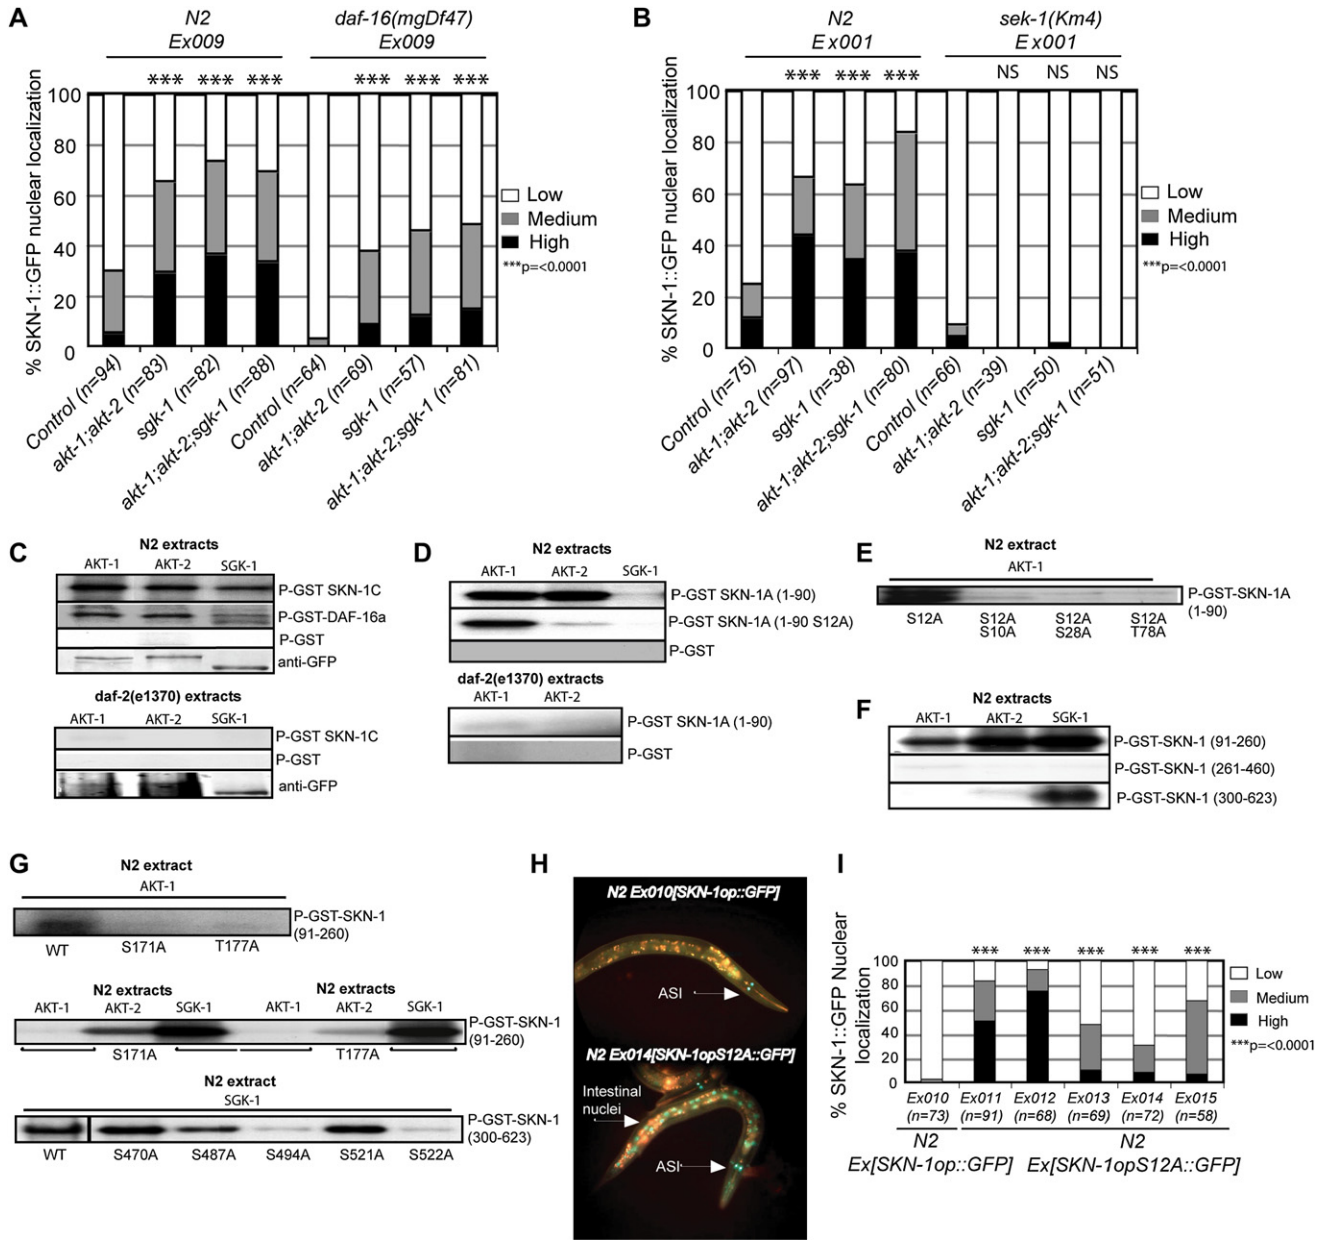 A
N2
Ex009
daf-16(mgDf47)
Ex009
*** *** *** *** *** ***
% SKN-1::GFP nuclear localization
100
80
60
40
20
0
Low
Medium
High
***p=<0.0001
Control (n=94)
akt-1;akt-2 (n=83)
sgk-1 (n=82)
akt-1;akt-2;sgk-1 (n=88)
Control (n=64)
akt-1;akt-2 (n=69)
sgk-1 (n=57)
akt-1;akt-2;sgk-1 (n=81)
B
N2
Ex001
sek-1(Km4)
Ex001
*** *** *** NS NS NS
% SKN-1::GFP nuclear localization
100
80
60
40
20
0
Low
Medium
High
***p=<0.0001
Control (n=75)
akt-1;akt-2 (n=97)
sgk-1 (n=38)
akt-1;akt-2;sgk-1 (n=80)
Control (n=66)
akt-1;akt-2 (n=39)
sgk-1 (n=50)
akt-1;akt-2;sgk-1 (n=51)
C
N2 extracts
AKT-1 AKT-2 SGK-1
P-GST SKN-1C
P-GST-DAF-16a
P-GST
anti-GFP
daf-2(e1370) extracts
AKT-1 AKT-2 SGK-1
P-GST SKN-1C
P-GST
anti-GFP
D
N2 extracts
AKT-1 AKT-2 SGK-1
P-GST SKN-1A (1-90)
P-GST SKN-1A (1-90 S12A)
P-GST
daf-2(e1370) extracts
AKT-1 AKT-2
P-GST SKN-1A (1-90)
P-GST
E
N2 extract
AKT-1
P-GST-SKN-1A
(1-90)
S12A S12A S12A S12A
S10A S28A T78A
F
N2 extracts
AKT-1 AKT-2 SGK-1
P-GST-SKN-1 (91-260)
P-GST-SKN-1 (261-460)
P-GST-SKN-1 (300-623)
G
N2 extract
AKT-1
P-GST-SKN-1
(91-260)
WT S171A T177A
N2 extracts N2 extracts
AKT-1 AKT-2 SGK-1 AKT-1 AKT-2 SGK-1
P-GST-SKN-1
(91-260)
S171A T177A
N2 extract
SGK-1
P-GST-SKN-1
(300-623)
WT S470A S487A S494A S521A S522A
H
N2 Ex010[SKN-1op::GFP]
ASI
N2 Ex014[SKN-1opS12A::GFP]
Intestinal
nuclei
ASI
I
*** *** *** *** ***
% SKN-1::GFP Nuclear
localization
100
80
60
40
20
0
Low
Medium
High
***p=<0.0001
Ex010 Ex011 Ex012 Ex013 Ex014 Ex015
(n=73) (n=91) (n=68) (n=69) (n=72) (n=58)
N2 N2
Ex[SKN-1op::GFP] Ex[SKN-1opS12A::GFP]